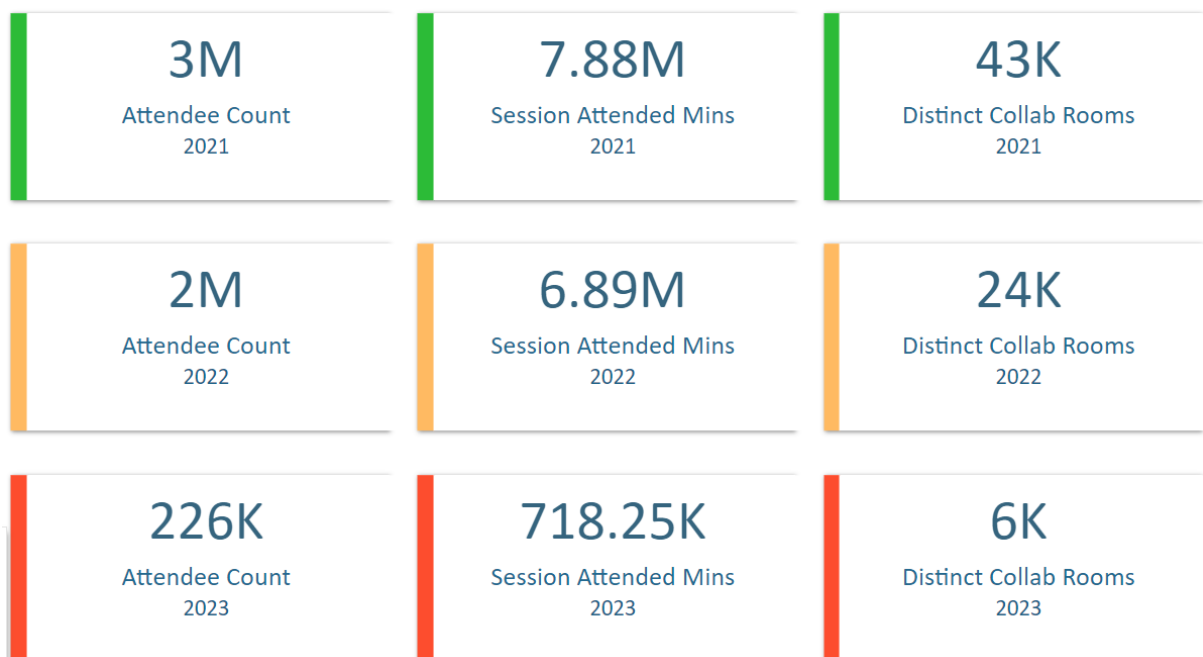 3M
Attendee Count
2021
7.88M
Session Attended Mins
2021
43K
Distinct Collab Rooms
2021
2M
Attendee Count
2022
6.89M
Session Attended Mins
2022
24K
Distinct Collab Rooms
2022
226K
Attendee Count
2023
718.25K
Session Attended Mins
2023
6K
Distinct Collab Rooms
2023